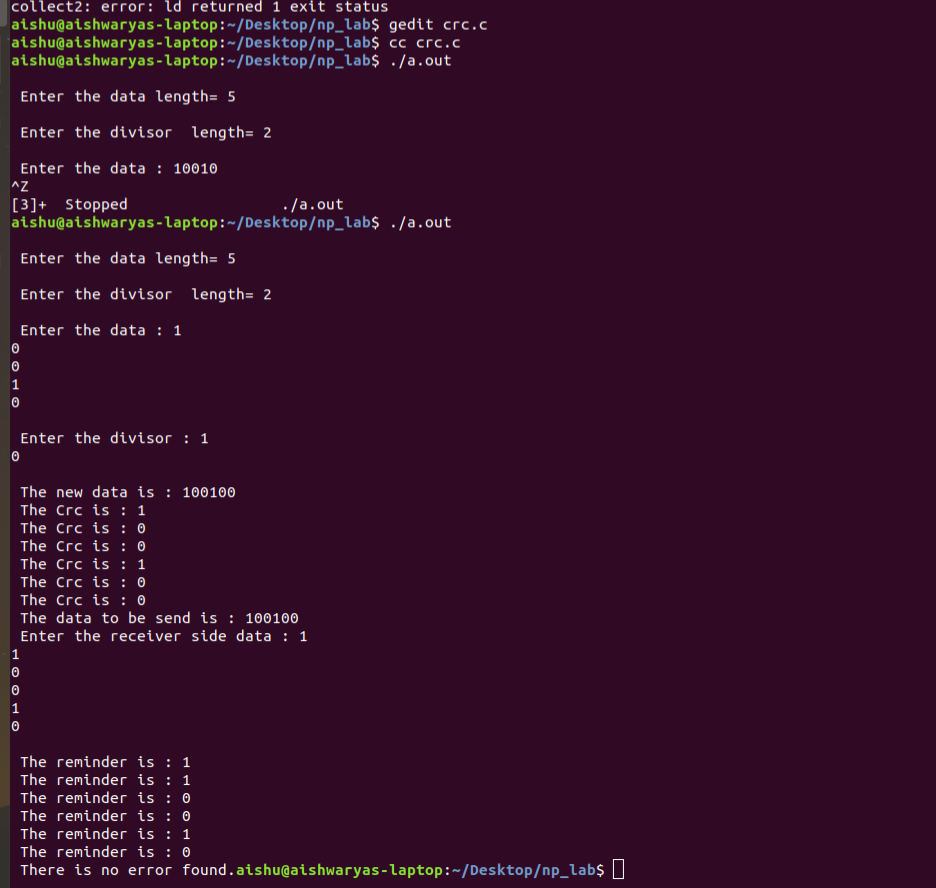 collect2: error: ld returned 1 exit status
aishu@aishwaryas-laptop:~/Desktop/np_lab$ gedit crc.c
aishu@aishwaryas-laptop:~/Desktop/np_lab$ cc crc.c
aishu@aishwaryas-laptop:~/Desktop/np_lab$ ./a.out
Enter the data length= 5
Enter the divisor  length= 2
Enter the data : 10010
^Z
[3]+  Stopped                 ./a.out
aishu@aishwaryas-laptop:~/Desktop/np_lab$ ./a.out
Enter the data length= 5
Enter the divisor  length= 2
Enter the data : 1
0
0
1
0
Enter the divisor : 1
0
The new data is : 100100
The Crc is : 1
The Crc is : 0
The Crc is : 0
The Crc is : 1
The Crc is : 0
The Crc is : 0
The data to be send is : 100100
Enter the receiver side data : 1
1
0
0
1
0
The reminder is : 1
The reminder is : 1
The reminder is : 0
The reminder is : 0
The reminder is : 1
The reminder is : 0
There is no error found.aishu@aishwaryas-laptop:~/Desktop/np_lab$